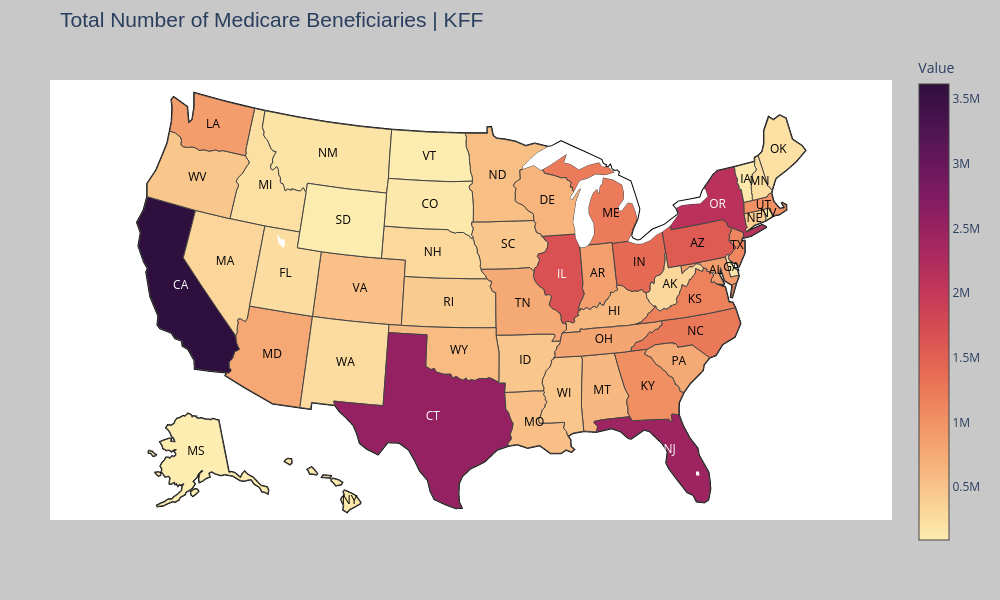 Total Number of Medicare Beneficiaries | KFF
Value
3.5M
3M
2.5M
2M
1.5M
1M
0.5M
LA
NM
VT
ND
OK
WV
MI
DE
ME
IA
MN
OR
UT
SD
CO
NE
NV
NH
SC
AZ
TX
MA
FL
IL
AR
IN
AL
GA
CA
VA
AK
RI
TN
HI
KS
NC
OH
MD
WA
WY
ID
PA
WI
MT
KY
CT
MO
NJ
MS
NY